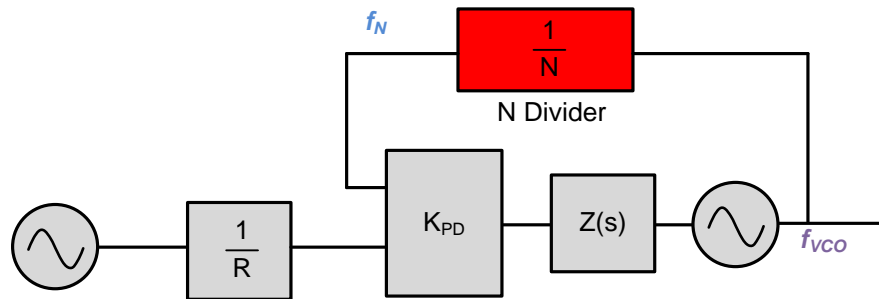 f_N
1
N
N Divider
K_PD
Z(s)
1
R
f_VCO